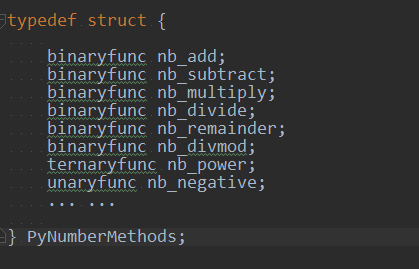 typedef struct {
binaryfunc nb_add;
binaryfunc nb_subtract;
binaryfunc nb_multiply;
binaryfunc nb_divide;
binaryfunc nb_remainder;
binaryfunc nb_divmod;
ternaryfunc nb_power;
unaryfunc nb_negative;
... ...
} PyNumberMethods;